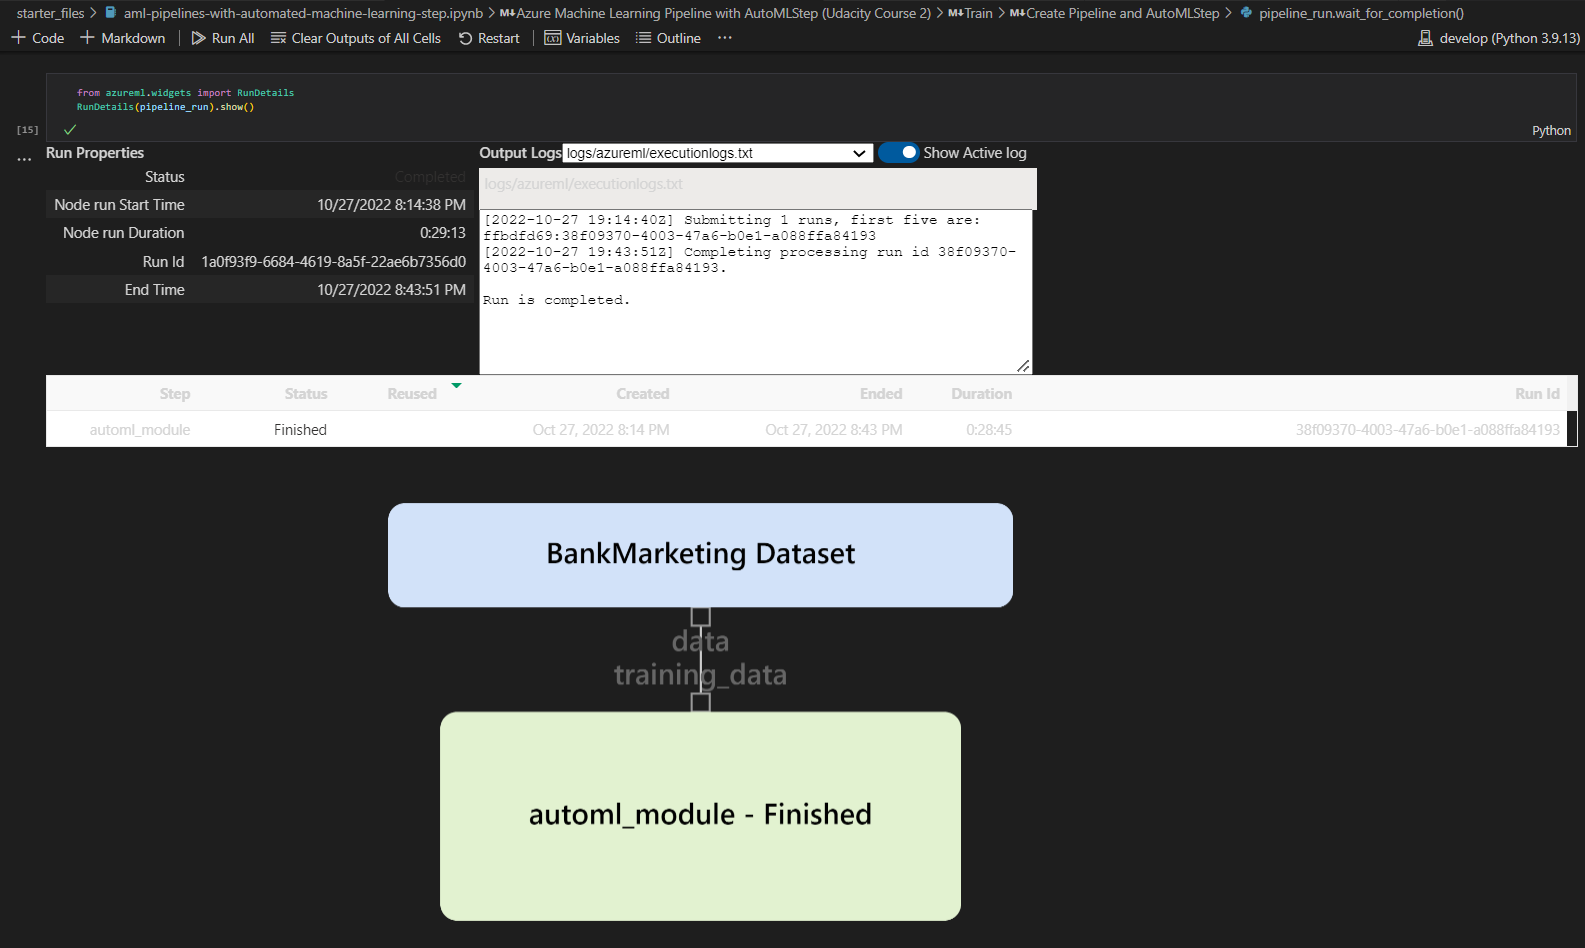 starter_files > aml-pipelines-with-automated-machine-learning-step.ipynb > M↓Azure Machine Learning Pipeline with AutoMLStep (Udacity Course 2) > M↓Train > M↓Create Pipeline and AutoMLStep > pipeline_run.wait_for_completion()
+ Code + Markdown | Run All Clear Outputs of All Cells Restart | Variables Outline ··· develop (Python 3.9.13)
from azureml.widgets import RunDetails
RunDetails(pipeline_run).show()
[15] Python
...
Run Properties
Status Completed
Node run Start Time 10/27/2022 8:14:38 PM
Node run Duration 0:29:13
Run Id 1a0f93f9-6684-4619-8a5f-22ae6b7356d0
End Time 10/27/2022 8:43:51 PM
Output Logs logs/azureml/executionlogs.txt Show Active log
logs/azureml/executionlogs.txt
[2022-10-27 19:14:40Z] Submitting 1 runs, first five are:
ffbdfd69:38f09370-4003-47a6-b0e1-a088ffa84193
[2022-10-27 19:43:51Z] Completing processing run id 38f09370-
4003-47a6-b0e1-a088ffa84193.
Run is completed.
Step Status Reused Created Ended Duration Run Id
automl_module Finished Oct 27, 2022 8:14 PM Oct 27, 2022 8:43 PM 0:28:45 38f09370-4003-47a6-b0e1-a088ffa84193
BankMarketing Dataset
data
training_data
automl_module - Finished